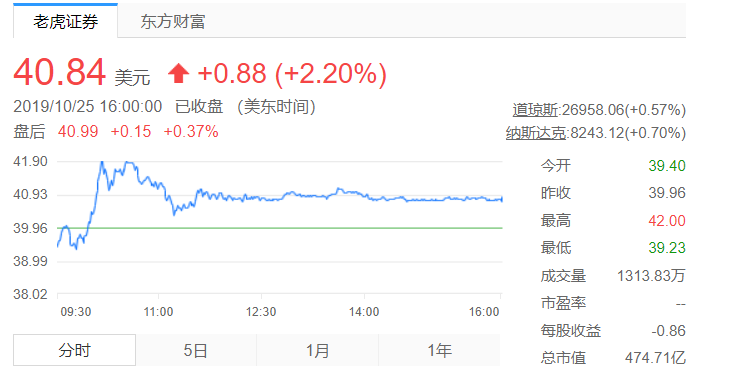 老虎证券 东方财富
40.84 美元 +0.88 (+2.20%)
2019/10/25 16:00:00 已收盘 (美东时间)
盘后 40.99 +0.15 +0.37%
道琼斯:26958.06(+0.57%)
纳斯达克:8243.12(+0.70%)
41.90
40.93
39.96
38.99
38.02
09:30 11:00 12:30 14:00 16:00
分时 5日 1月 1年
今开 39.40
昨收 39.96
最高 42.00
最低 39.23
成交量 1313.83万
市盈率 --
每股收益 -0.86
总市值 474.71亿